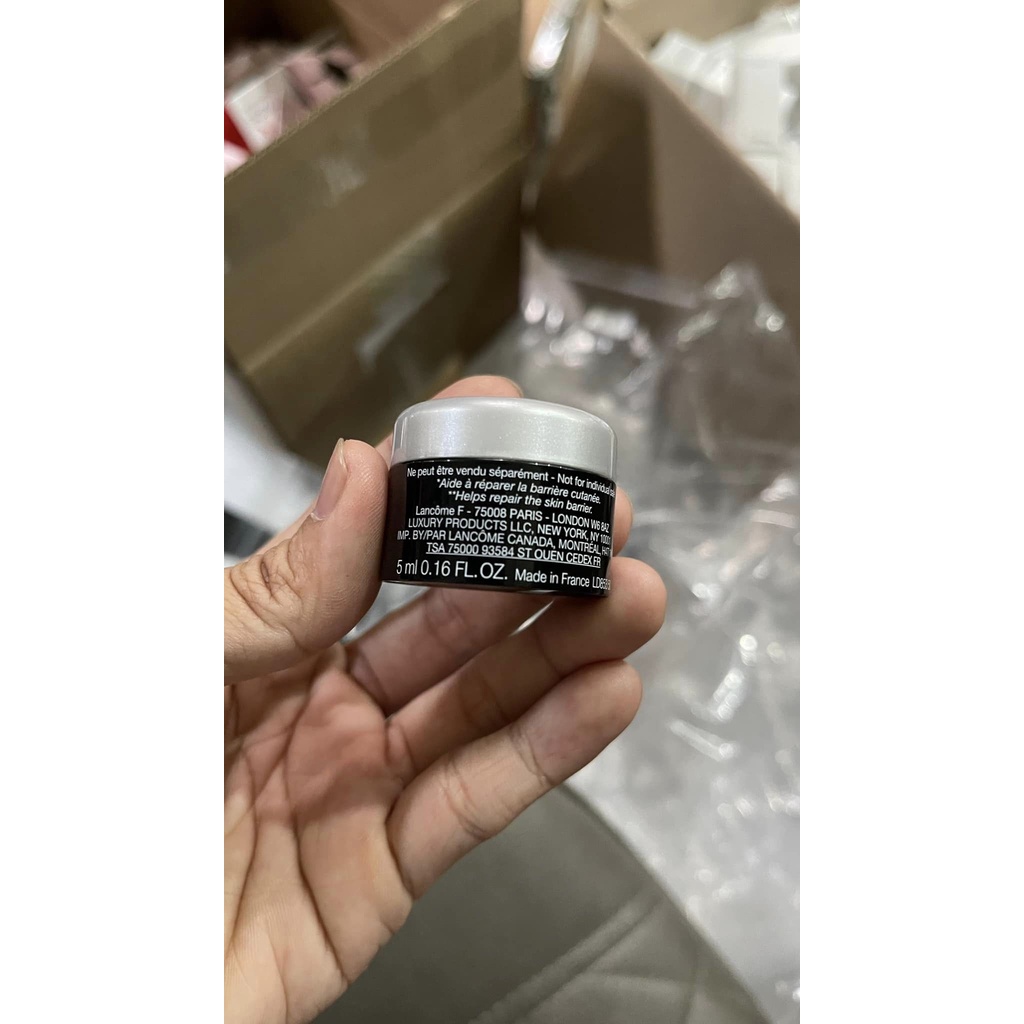 Ne peut être vendu séparément - Not for individual
*Aide à réparer la barrière cutanée.
**Helps repair the skin barrier.
Lancôme F - 75008 PARIS - LONDON W6 8AZ
LUXURY PRODUCTS LLC, NEW YORK, NY 10001
IMP. BY/PAR LANCÔME CANADA, MONTRÉAL,
TSA 75000 93584 ST OUEN CEDEX FR
5 ml 0.16 FL. OZ. Made in France